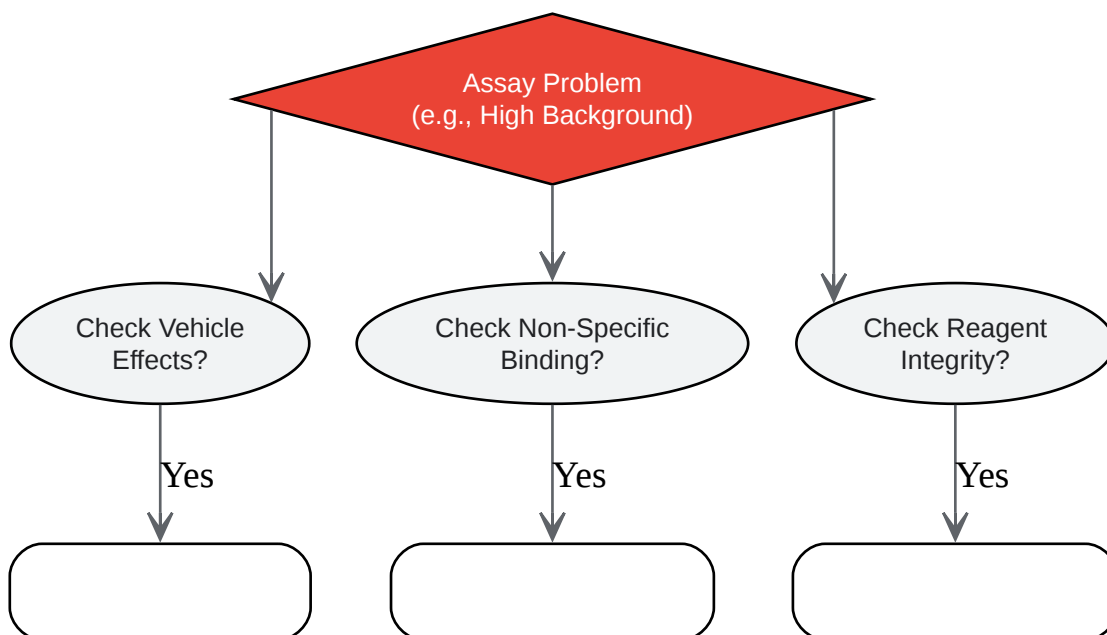 Assay Problem
(e.g., High Background)
Check Vehicle
Effects?
Check Non-Specific
Binding?
Check Reagent
Integrity?
Yes
Yes
Yes